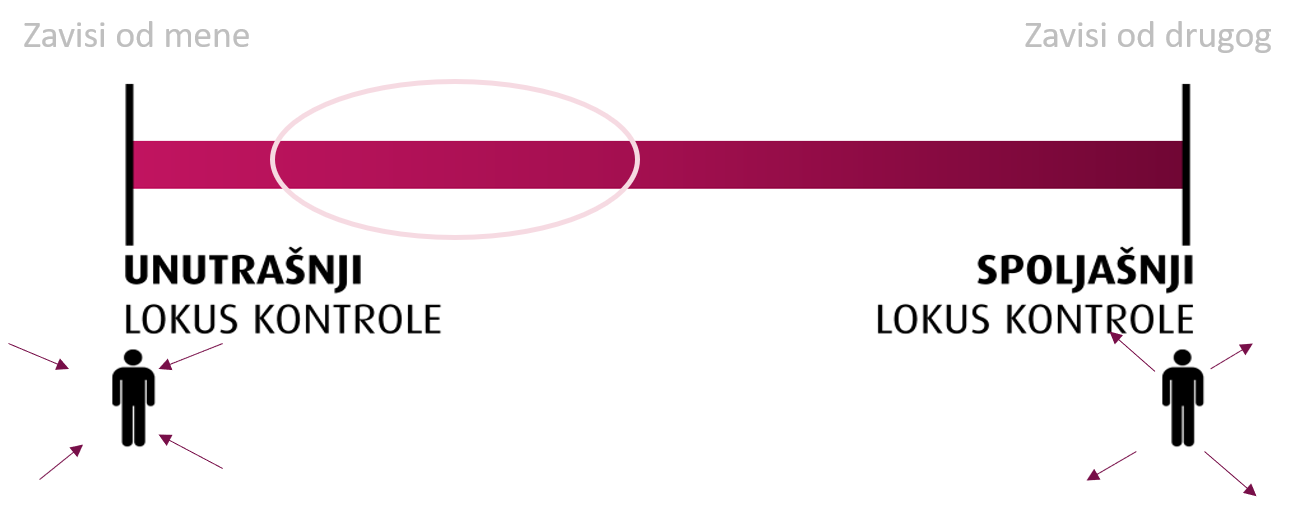 Zavisi od mene
Zavisi od drugog
UNUTRAŠNJI
LOKUS KONTROLE
SPOLJAŠNJI
LOKUS KONTROLE